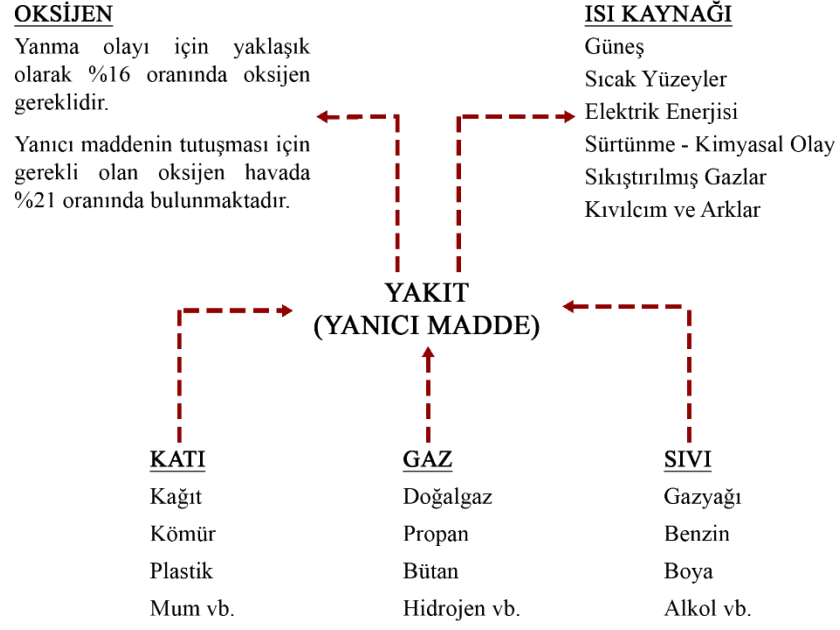 OKSİJEN
Yanma olayı için yaklaşık
olarak %16 oranında oksijen
gereklidir.
Yanıcı maddenin tutuşması için
gerekli olan oksijen havada
%21 oranında bulunmaktadır.
ISI KAYNAĞI
Güneş
Sıcak Yüzeyler
Elektrik Enerjisi
Sürtünme - Kimyasal Olay
Sıkıştırılmış Gazlar
Kıvılcım ve Arklar
YAKIT
(YANICI MADDE)
KATI
Kağıt
Kömür
Plastik
Mum vb.
GAZ
Doğalgaz
Propan
Bütan
Hidrojen vb.
SIVI
Gazyağı
Benzin
Boya
Alkol vb.